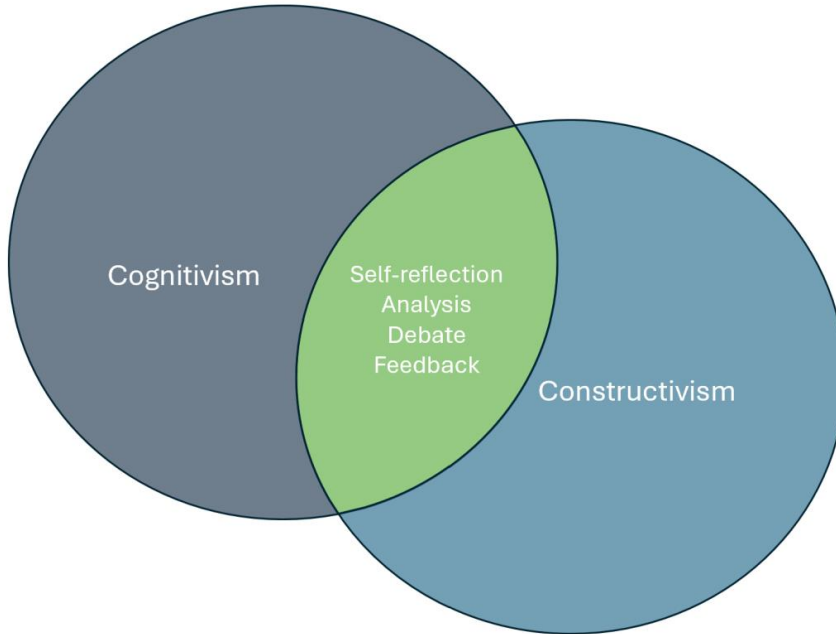 Cognitivism
Self-reflection
Analysis
Debate
Feedback
Constructivism